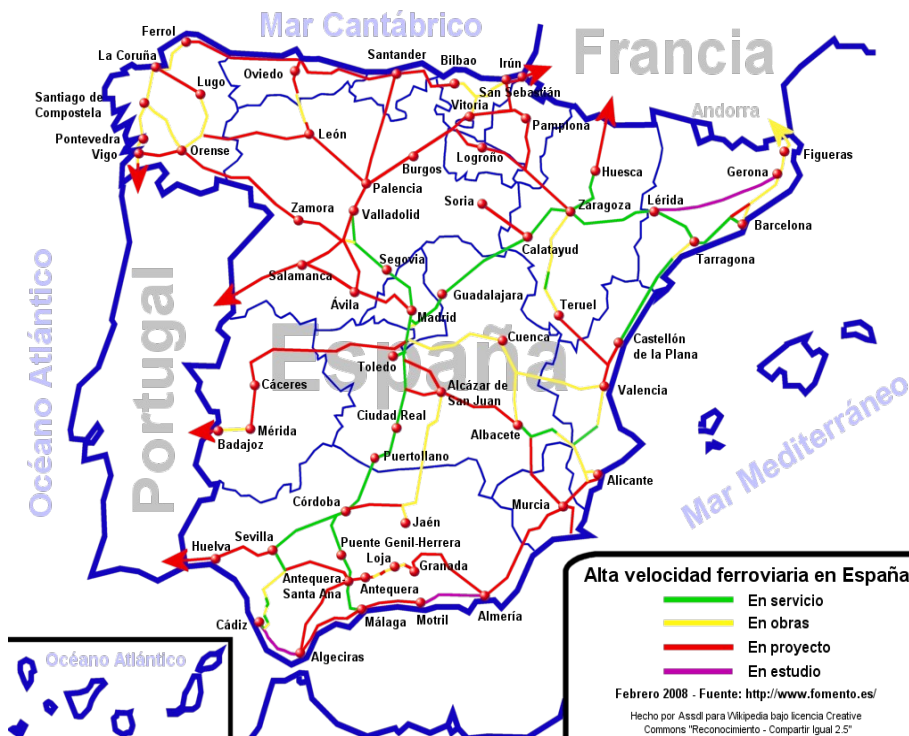 Mar Cantábrico
Ferrol
La Coruña
Santander
Bilbao
Irún
Francia
Oviedo
Lugo
San Sebastián
Vitoria
Santiago de
Compostela
Andorra
Pamplona
León
Pontevedra
Vigo
Orense
Logroño
Burgos
Figueras
Gerona
Huesca
Palencia
Soria
Zaragoza
Lérida
Zamora
Valladolid
Barcelona
Calatayud
Tarragona
Segovia
Salamanca
Océano Atlántico
Portugal
España
Ávila
Guadalajara
Madrid
Teruel
Cuenca
Castellón
de la Plana
Toledo
Cáceres
Alcázar de
San Juan
Valencia
Mar Mediterráneo
Ciudad Real
Mérida
Badajoz
Albacete
Puertollano
Alicante
Murcia
Córdoba
Jaén
Sevilla
Puente Genil-Herrera
Huelva
Loja
Granada
Antequera-
Santa Ana
Antequera
Cádiz
Málaga
Motril
Almería
Algeciras
Océano Atlántico
Alta velocidad ferroviaria en España
En servicio
En obras
En proyecto
En estudio
Febrero 2008 - Fuente: http://www.fomento.es/
Hecho por Assdl para Wikipedia bajo licencia Creative
Commons "Reconocimiento - Compartir Igual 2.5"